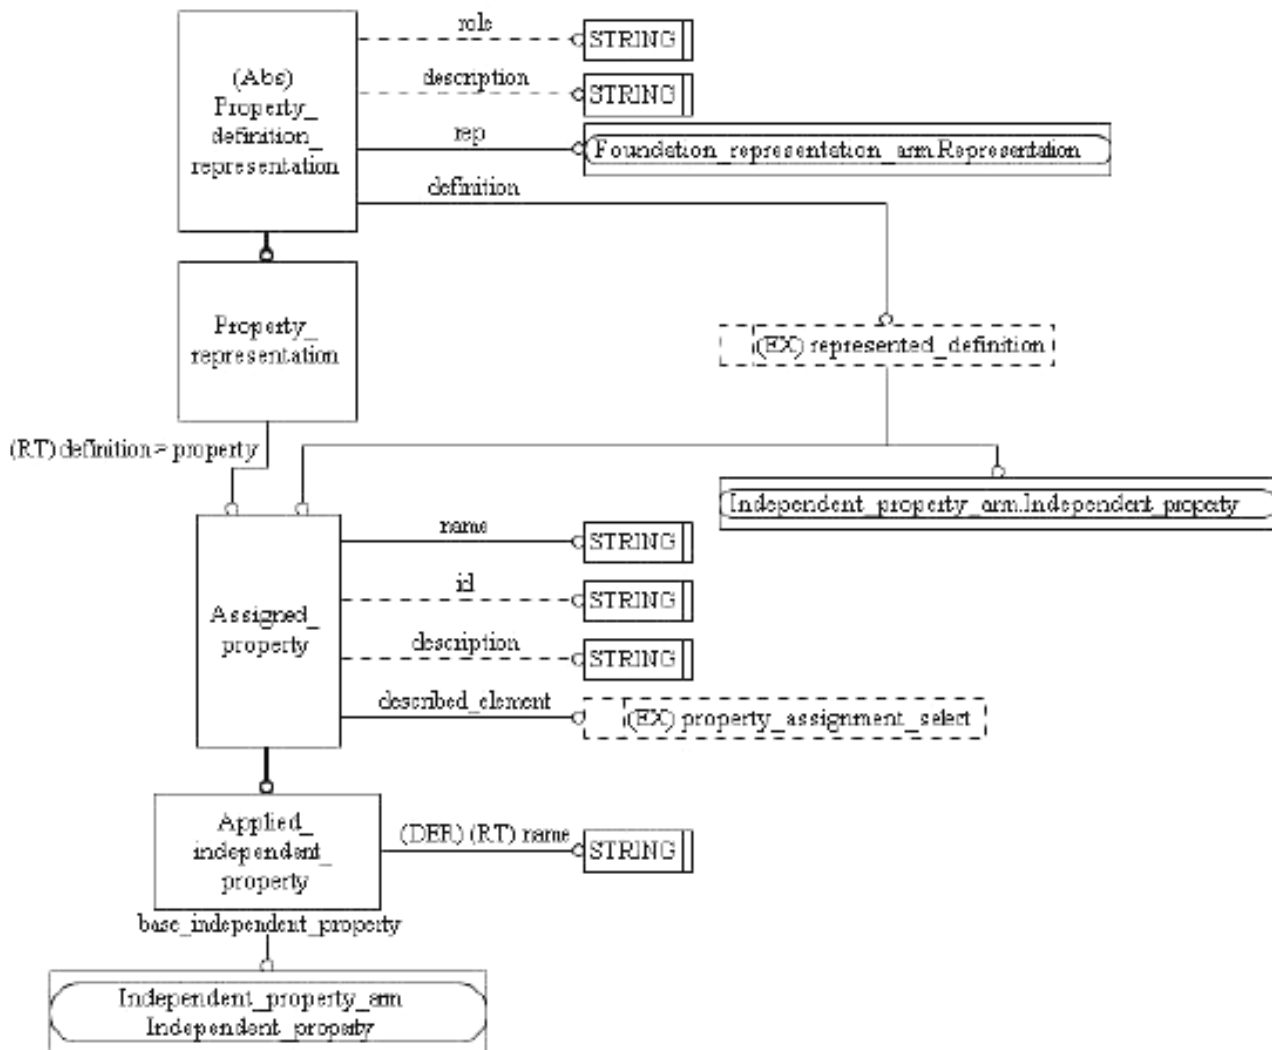 role
STRING
(Abs)
Property_
definition_
representation
description
STRING
rep
Foundation_representation_arm.Representation
definition
Property_
representation
(EX) represented_definition
(RT) definition > property
Independent_property_arm.Independent_property
Assigned_
property
name
STRING
id
STRING
description
STRING
described_element
(EX) property_assignment_select
Applied_
independent_
property
(DER) (RT) name
STRING
base_independent_property
Independent_property_arm
Independent_property